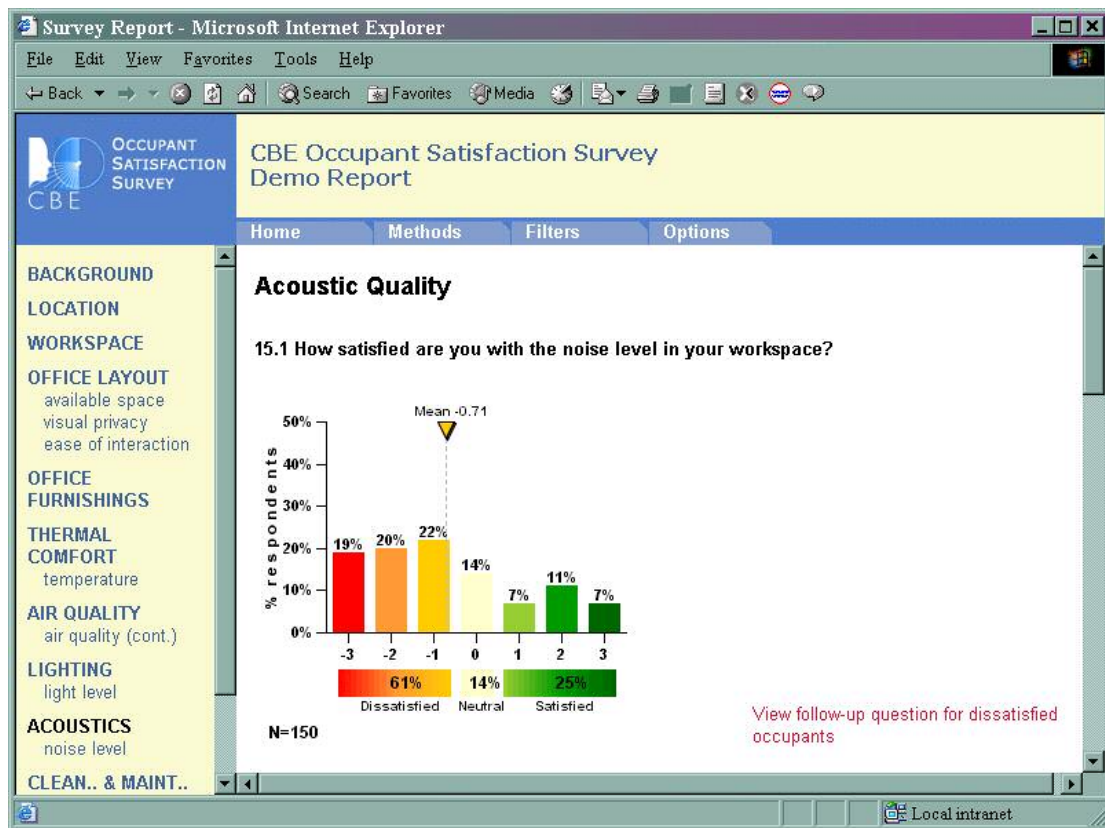 Survey Report - Microsoft Internet Explorer
File Edit View Favorites Tools Help
Back Search Favorites Media
OCCUPANT
SATISFACTION
SURVEY
CBE
CBE Occupant Satisfaction Survey
Demo Report
Home Methods Filters Options
BACKGROUND
LOCATION
WORKSPACE
OFFICE LAYOUT
available space
visual privacy
ease of interaction
OFFICE
FURNISHINGS
THERMAL
COMFORT
temperature
AIR QUALITY
air quality (cont.)
LIGHTING
light level
ACOUSTICS
noise level
CLEAN.. & MAINT..
Acoustic Quality
15.1 How satisfied are you with the noise level in your workspace?
Mean -0.71
% respondents
50%
40%
30%
20%
10%
0%
19% 20% 22% 14% 7% 11% 7%
-3 -2 -1 0 1 2 3
61% 14% 25%
Dissatisfied Neutral Satisfied
N=150
View follow-up question for dissatisfied
occupants
Local intranet